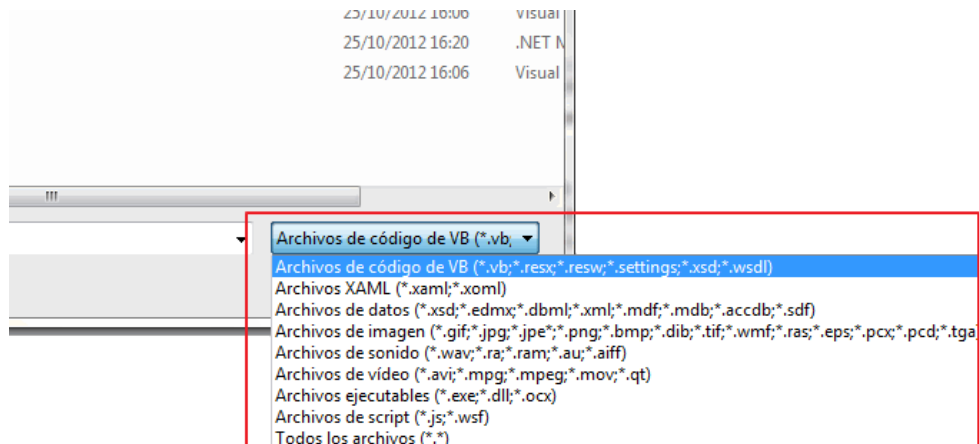 25/10/2012 16:06 Visual
25/10/2012 16:20 .NET M
25/10/2012 16:06 Visual
Archivos de código de VB (*.vb;
Archivos de código de VB (*.vb;*.resx;*.resw;*.settings;*.xsd;*.wsdl)
Archivos XAML (*.xaml;*.xoml)
Archivos de datos (*.xsd;*.edmx;*.dbml;*.xml;*.mdf;*.mdb;*.accdb;*.sdf)
Archivos de imagen (*.gif;*.jpg;*.jpe*;*.png;*.bmp;*.dib;*.tif;*.wmf;*.ras;*.eps;*.pcx;*.pcd;*.tga)
Archivos de sonido (*.wav;*.ra;*.ram;*.au;*.aiff)
Archivos de vídeo (*.avi;*.mpg;*.mpeg;*.mov;*.qt)
Archivos ejecutables (*.exe;*.dll;*.ocx)
Archivos de script (*.js;*.wsf)
Todos los archivos (*.*)